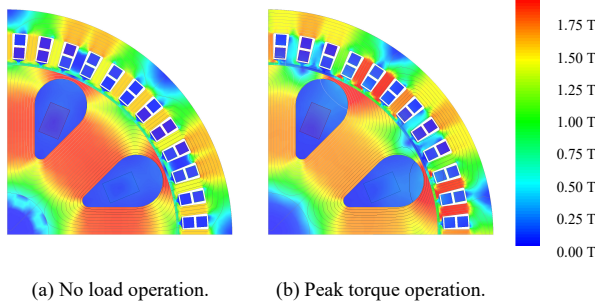 1.75 T
1.50 T
1.25 T
1.00 T
0.75 T
0.50 T
0.25 T
0.00 T
(a) No load operation.
(b) Peak torque operation.